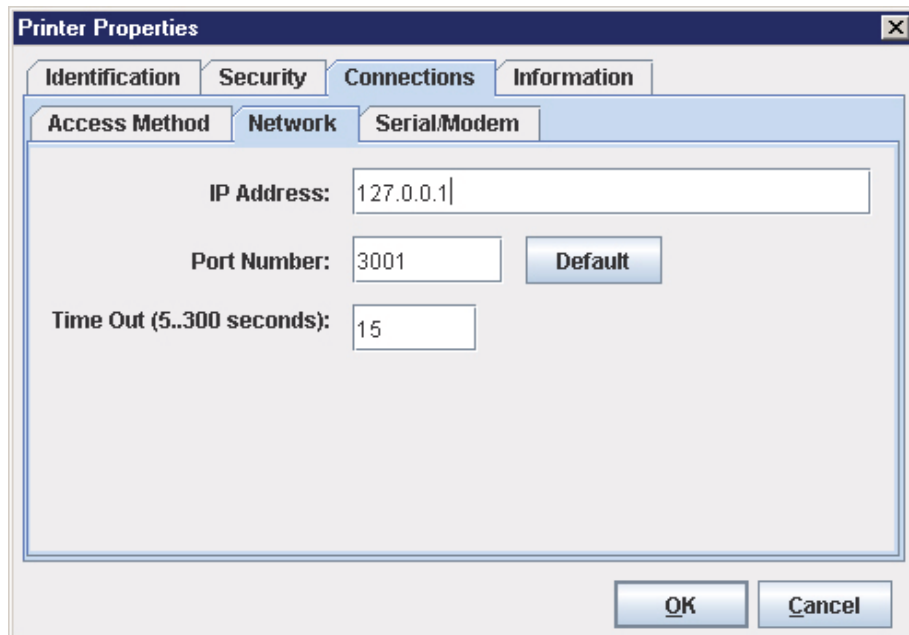 Printer Properties
Identification Security Connections Information
Access Method Network Serial/Modem
IP Address: 127.0.0.1
Port Number: 3001 Default
Time Out (5..300 seconds): 15
OK Cancel